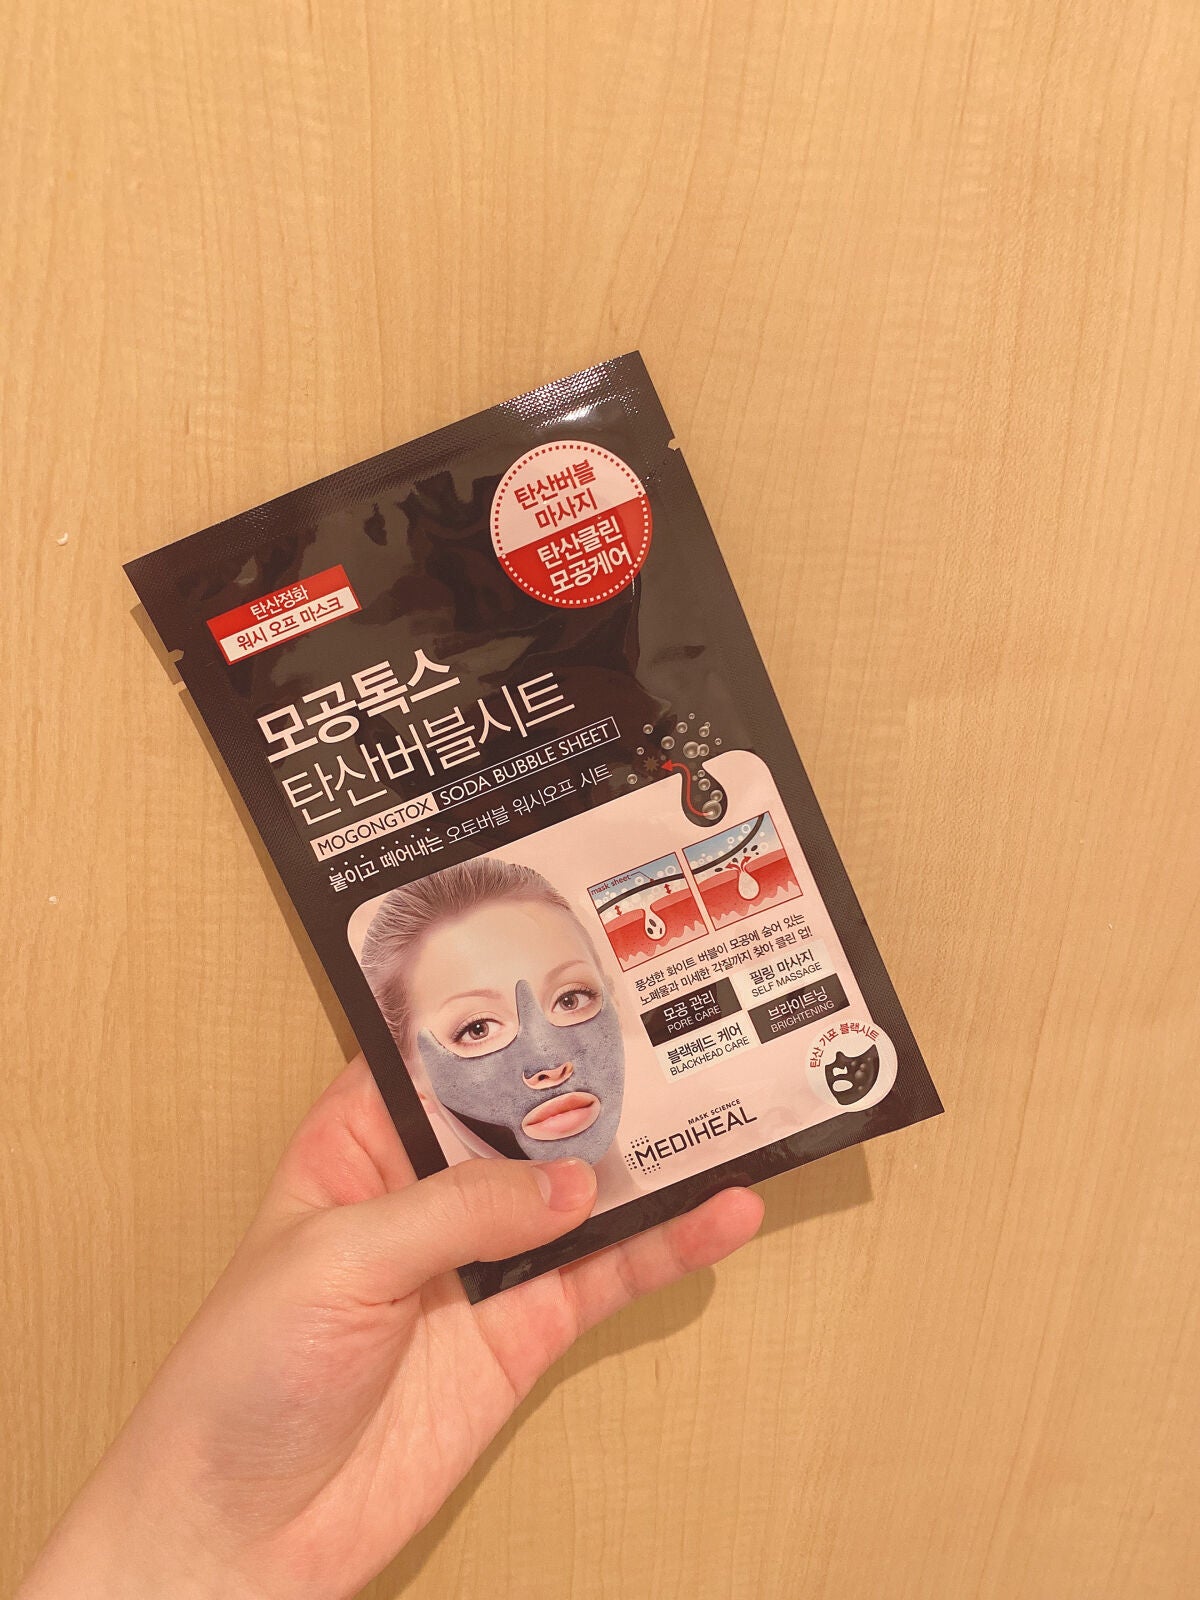 탄산버블
마사지
탄산클린
모공케어
탄산정화
워시 오프 마스크
모공톡스
탄산버블시트
MOGONGTOX SODA BUBBLE SHEET
붙이고 떼어내는 오토버블 워시오프 시트
mask sheet
풍성한 화이트 버블이 모공에 숨어 있는
노폐물과 미세한 각질까지 찾아 클린 업!
모공 관리
PORE CARE
필링 마사지
SELF MASSAGE
블랙헤드 케어
BLACKHEAD CARE
브라이트닝
BRIGHTENING
탄산 기포 블랙시트
MASK SCIENCE
MEDIHEAL